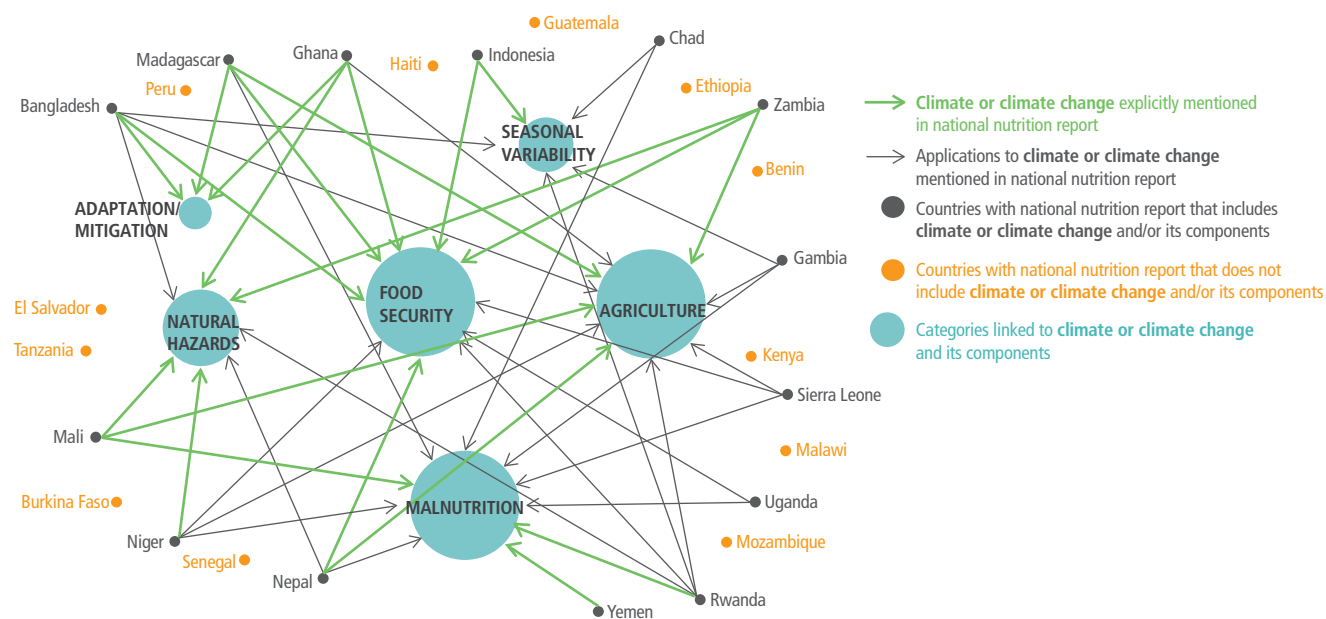 Guatemala
Chad
Indonesia
Ghana
Madagascar
Haiti
Peru
Ethiopia
Bangladesh
Zambia
SEASONAL
VARIABILITY
Benin
ADAPTATION/
MITIGATION
Gambia
El Salvador
FOOD
SECURITY
AGRICULTURE
NATURAL
HAZARDS
Tanzania
Kenya
Sierra Leone
Mali
Malawi
Burkina Faso
MALNUTRITION
Uganda
Niger
Mozambique
Senegal
Nepal
Rwanda
Yemen
Climate or climate change explicitly mentioned
in national nutrition report
Applications to climate or climate change
mentioned in national nutrition report
Countries with national nutrition report that includes
climate or climate change and/or its components
Countries with national nutrition report that does not
include climate or climate change and/or its components
Categories linked to climate or climate change
and its components